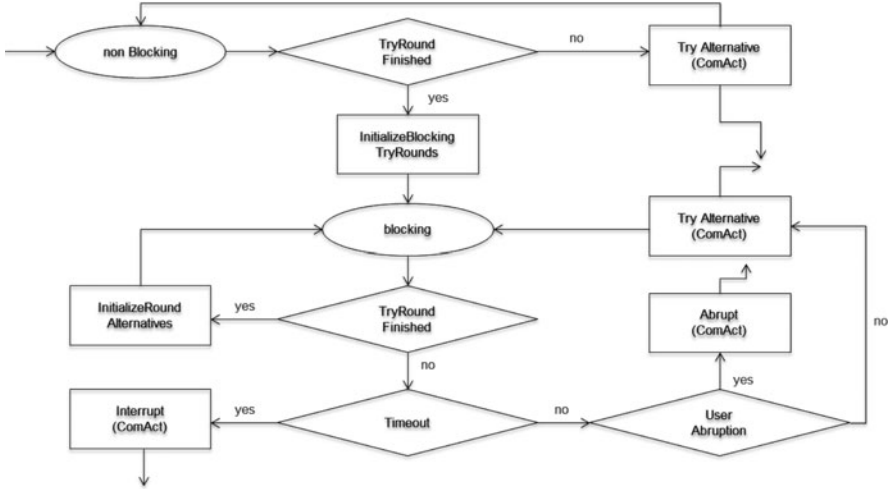 non Blocking
TryRound
Finished
no
Try Alternative
(ComAct)
yes
InitializeBlocking
TryRounds
blocking
Try Alternative
(ComAct)
InitializeRound
Alternatives
yes
TryRound
Finished
Abrupt
(ComAct)
no
no
yes
Interrupt
(ComAct)
yes
Timeout
no
User
Abruption